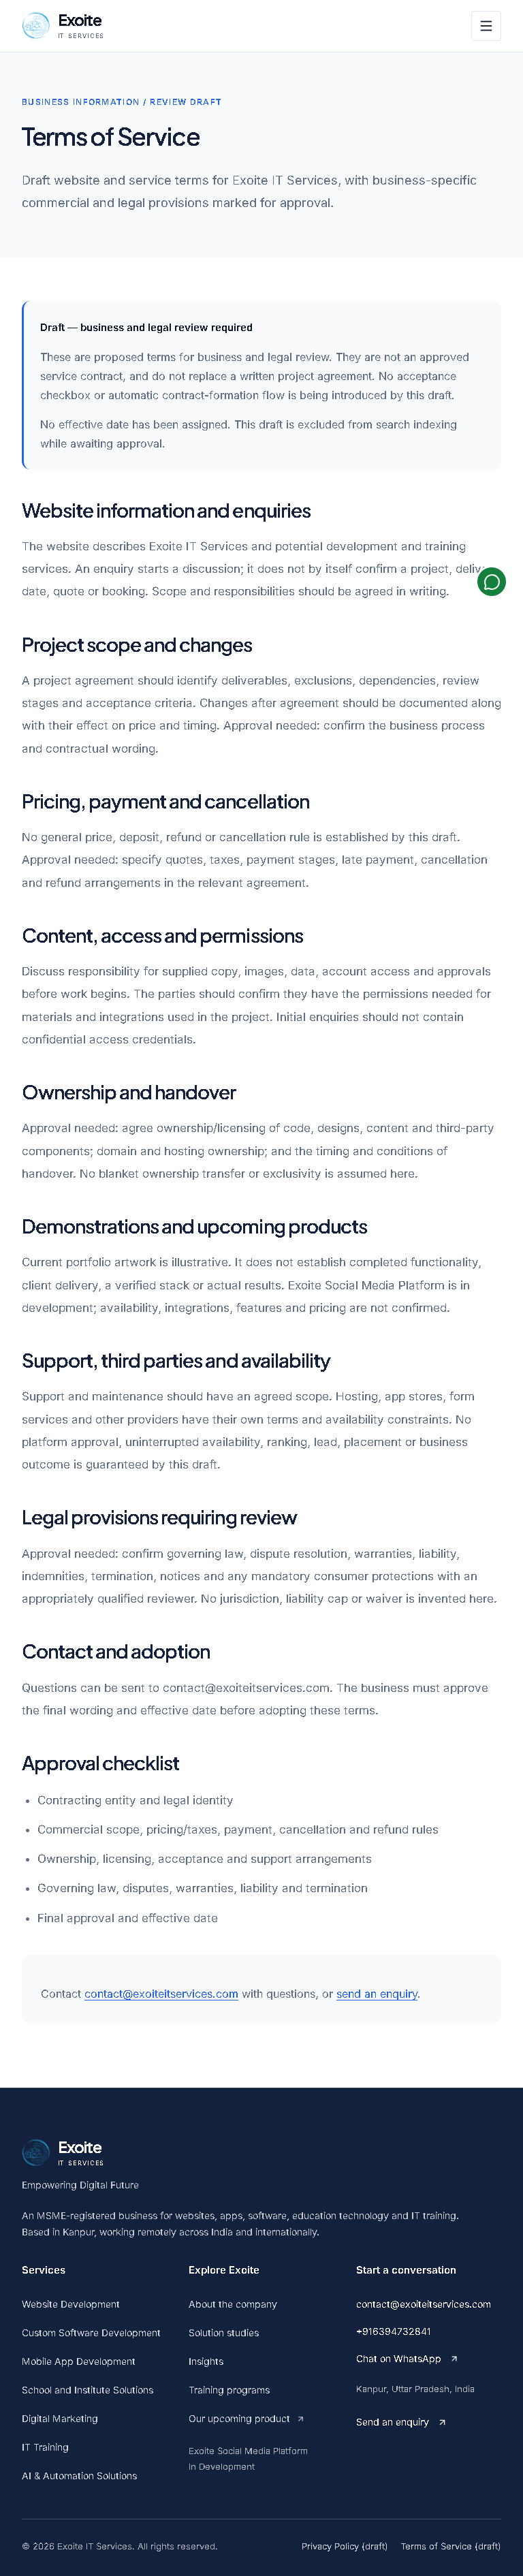 Exoite
IT SERVICES
BUSINESS INFORMATION / REVIEW DRAFT
Terms of Service
Draft website and service terms for Exoite IT Services, with business-specific
commercial and legal provisions marked for approval.
Draft — business and legal review required
These are proposed terms for business and legal review. They are not an approved
service contract, and do not replace a written project agreement. No acceptance
checkbox or automatic contract-formation flow is being introduced by this draft.
No effective date has been assigned. This draft is excluded from search indexing
while awaiting approval.
Website information and enquiries
The website describes Exoite IT Services and potential development and training
services. An enquiry starts a discussion; it does not by itself confirm a project,
date, quote or booking. Scope and responsibilities should be agreed in writing.
Project scope and changes
A project agreement should identify deliverables, exclusions, dependencies, review
stages and acceptance criteria. Changes after agreement should be documented along
with their effect on price and timing. Approval needed: confirm the business process
and contractual wording.
Pricing, payment and cancellation
No general price, deposit, refund or cancellation rule is established by this draft.
Approval needed: specify quotes, taxes, payment stages, late payment, cancellation
and refund arrangements in the relevant agreement.
Content, access and permissions
Discuss responsibility for supplied copy, images, data, account access and approvals
before work begins. The parties should confirm they have the permissions needed for
materials and integrations used in the project. Initial enquiries should not contain
confidential access credentials.
Ownership and handover
Approval needed: agree ownership/licensing of code, designs, content and third-party
components; domain and hosting ownership; and the timing and conditions of
handover. No blanket ownership transfer or exclusivity is assumed here.
Demonstrations and upcoming products
Current portfolio artwork is illustrative. It does not establish completed functionality,
client delivery, a verified stack or actual results. Exoite Social Media Platform is in
development; availability, integrations, features and pricing are not confirmed.
Support, third parties and availability
Support and maintenance should have an agreed scope. Hosting, app stores, form
services and other providers have their own terms and availability constraints. No
platform approval, uninterrupted availability, ranking, lead, placement or business
outcome is guaranteed by this draft.
Legal provisions requiring review
Approval needed: confirm governing law, dispute resolution, warranties, liability,
indemnities, termination, notices and any mandatory consumer protections with an
appropriately qualified reviewer. No jurisdiction, liability cap or waiver is invented here.
Contact and adoption
Questions can be sent to contact@exoiteitservices.com. The business must approve
the final wording and effective date before adopting these terms.
Approval checklist
• Contracting entity and legal identity
• Commercial scope, pricing/taxes, payment, cancellation and refund rules
• Ownership, licensing, acceptance and support arrangements
• Governing law, disputes, warranties, liability and termination
• Final approval and effective date
Contact contact@exoiteitservices.com with questions, or send an enquiry.
Exoite
IT SERVICES
Empowering Digital Future
An MSME-registered business for websites, apps, software, education technology and IT training.
Based in Kanpur, working remotely across India and internationally.
Services
Website Development
Custom Software Development
Mobile App Development
School and Institute Solutions
Digital Marketing
IT Training
AI & Automation Solutions
Explore Exoite
About the company
Solution studies
Insights
Training programs
Our upcoming product ↗
Exoite Social Media Platform
In Development
Start a conversation
contact@exoiteitservices.com
+916394732841
Chat on WhatsApp ↗
Kanpur, Uttar Pradesh, India
Send an enquiry ↗
© 2026 Exoite IT Services. All rights reserved.
Privacy Policy (draft) Terms of Service (draft)